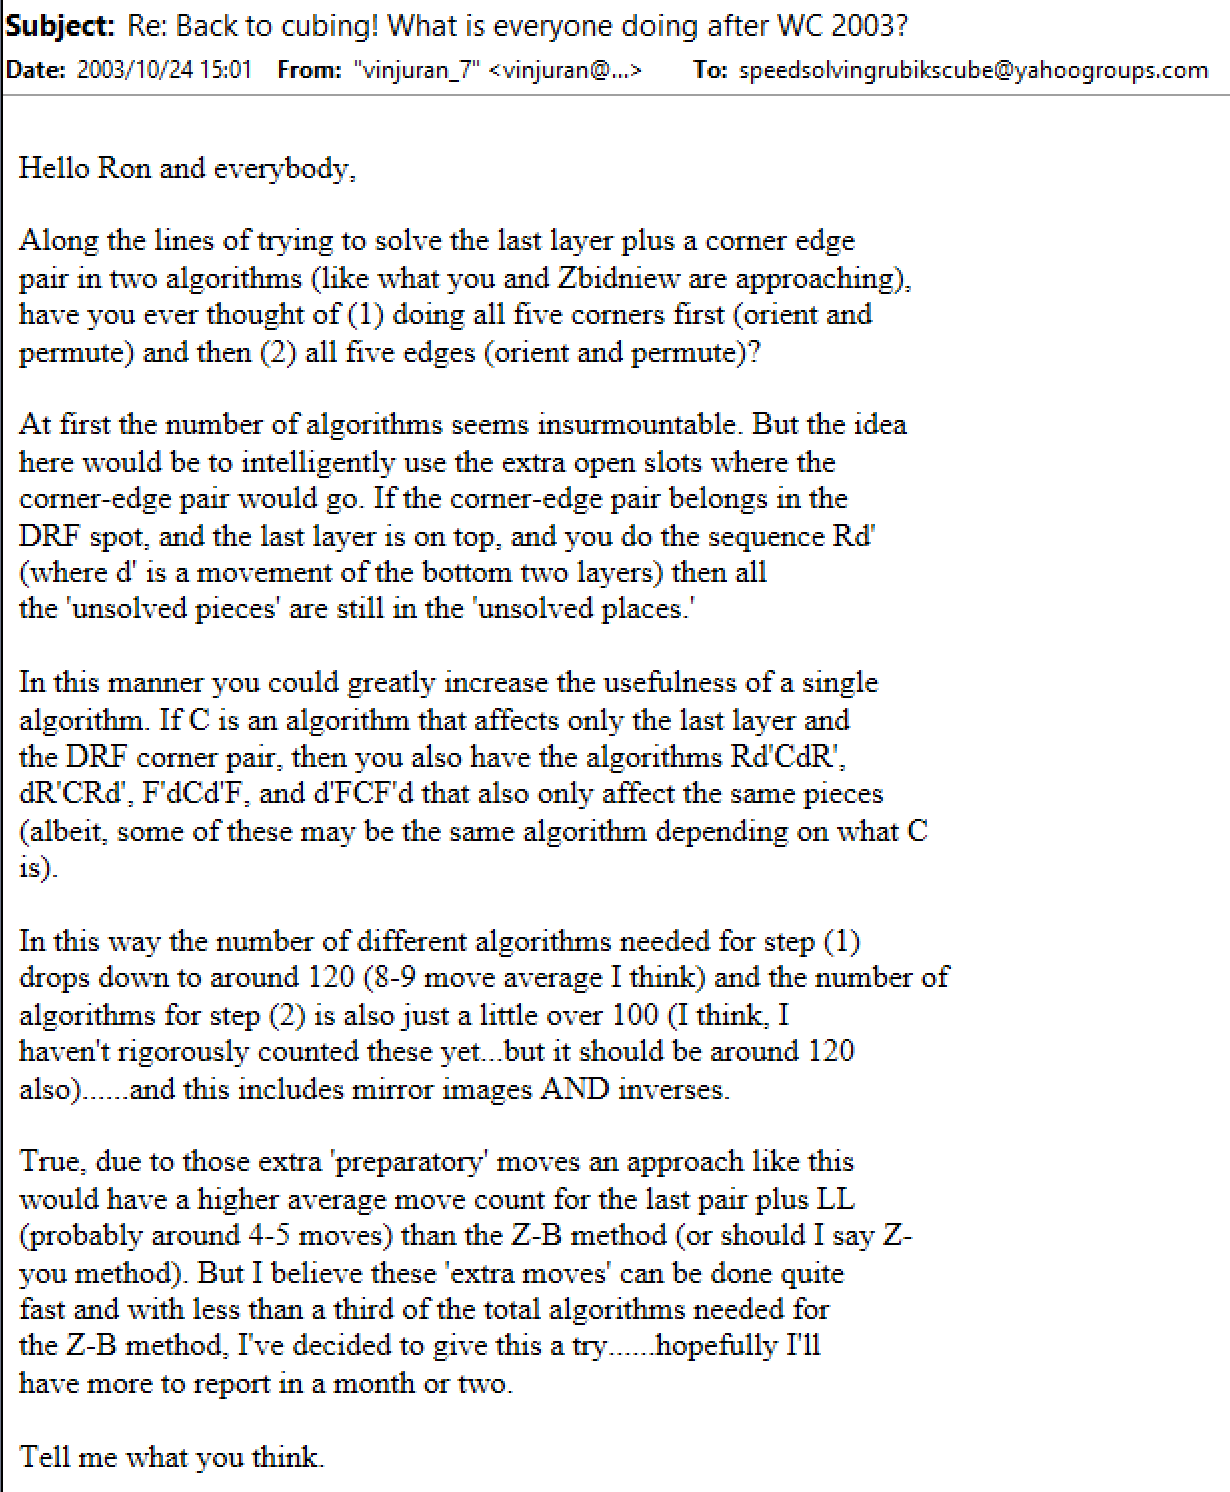 Subject: Re: Back to cubing! What is everyone doing after WC 2003?
Date: 2003/10/24 15:01 From: "vinjuran_7" <vinjuran@...> To: speedsolvingrubikscube@yahoogroups.com
Hello Ron and everybody,
Along the lines of trying to solve the last layer plus a corner edge
pair in two algorithms (like what you and Zbidniew are approaching),
have you ever thought of (1) doing all five corners first (orient and
permute) and then (2) all five edges (orient and permute)?
At first the number of algorithms seems insurmountable. But the idea
here would be to intelligently use the extra open slots where the
corner-edge pair would go. If the corner-edge pair belongs in the
DRF spot, and the last layer is on top, and you do the sequence Rd'
(where d' is a movement of the bottom two layers) then all
the 'unsolved pieces' are still in the 'unsolved places.'
In this manner you could greatly increase the usefulness of a single
algorithm. If C is an algorithm that affects only the last layer and
the DRF corner pair, then you also have the algorithms Rd'CdR',
dR'CRd', F'dCd'F, and d'FCF'd that also only affect the same pieces
(albeit, some of these may be the same algorithm depending on what C
is).
In this way the number of different algorithms needed for step (1)
drops down to around 120 (8-9 move average I think) and the number of
algorithms for step (2) is also just a little over 100 (I think, I
haven't rigorously counted these yet...but it should be around 120
also)......and this includes mirror images AND inverses.
True, due to those extra 'preparatory' moves an approach like this
would have a higher average move count for the last pair plus LL
(probably around 4-5 moves) than the Z-B method (or should I say Z-
you method). But I believe these 'extra moves' can be done quite
fast and with less than a third of the total algorithms needed for
the Z-B method, I've decided to give this a try......hopefully I'll
have more to report in a month or two.
Tell me what you think.